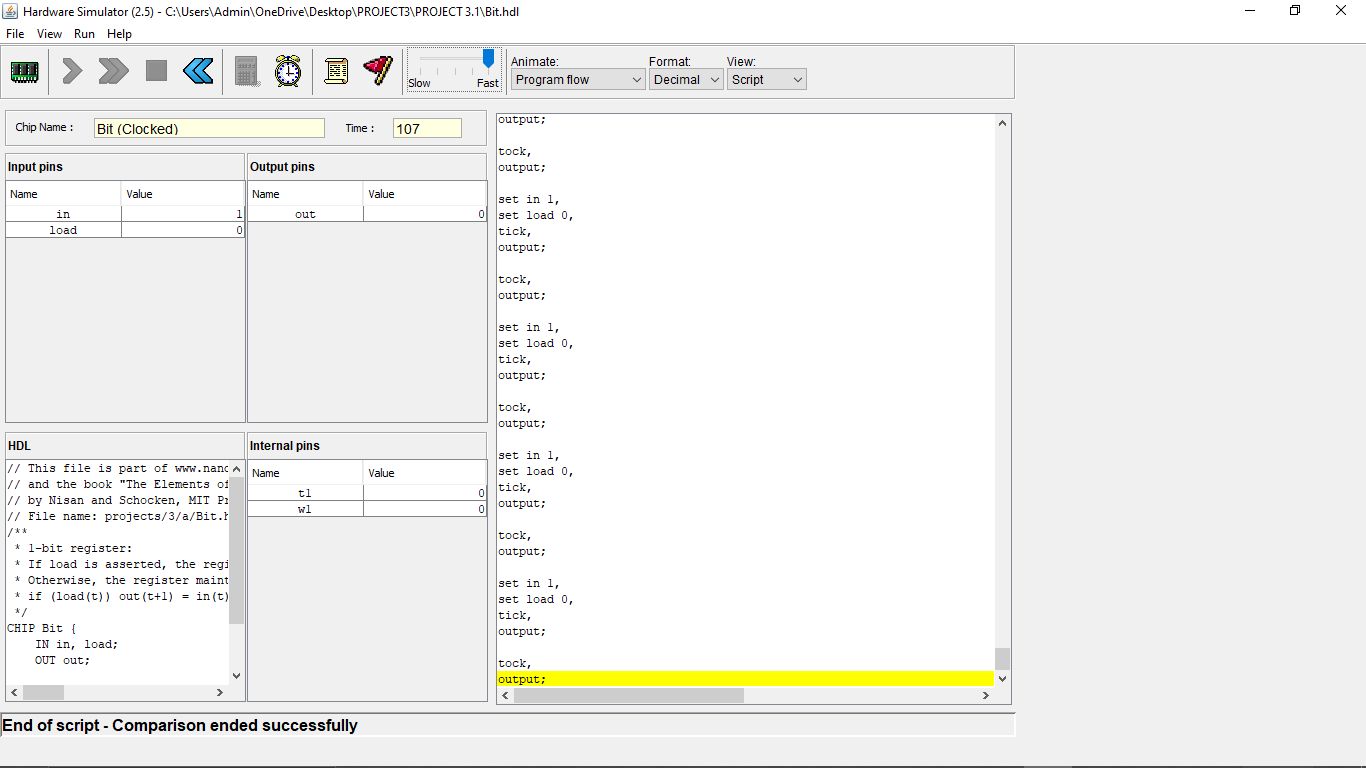 Hardware Simulator (2.5) - C:\Users\Admin\OneDrive\Desktop\PROJECT3\PROJECT 3.1\Bit.hdl
File View Run Help
Slow Fast
Animate: Format: View:
Program flow Decimal Script
Chip Name : Bit (Clocked) Time : 107
Input pins
Name Value
in 1
load 0
Output pins
Name Value
out 0
HDL
// This file is part of www.nand
// and the book "The Elements of
// by Nisan and Schocken, MIT Pr
// File name: projects/3/a/Bit.h
/**
* 1-bit register:
* If load is asserted, the regi
* Otherwise, the register maint
* if (load(t)) out(t+1) = in(t)
*/
CHIP Bit {
IN in, load;
OUT out;
Internal pins
Name Value
t1 0
w1 0
output;
tock,
output;
set in 1,
set load 0,
tick,
output;
tock,
output;
set in 1,
set load 0,
tick,
output;
tock,
output;
set in 1,
set load 0,
tick,
output;
tock,
output;
set in 1,
set load 0,
tick,
output;
tock,
output;
End of script - Comparison ended successfully